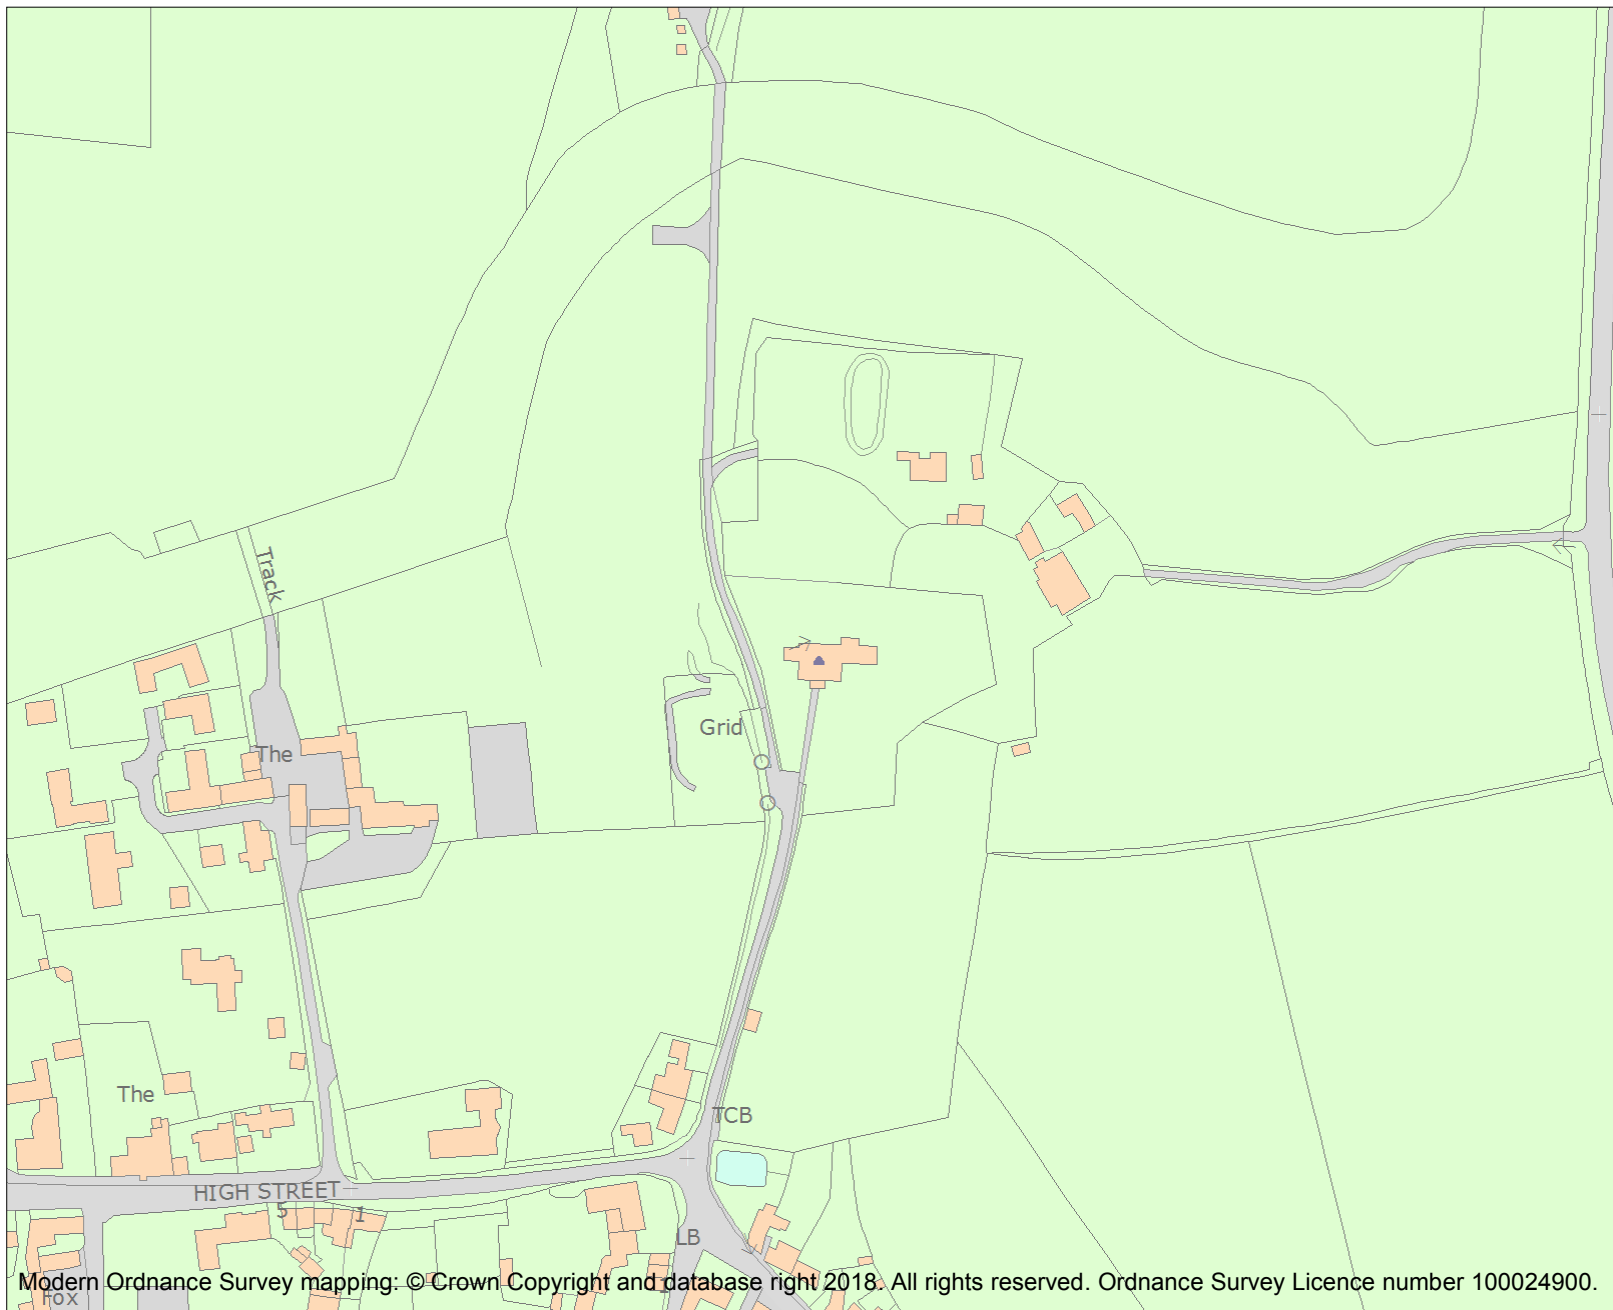 Track
Grid
The
The
TCB
HIGH STREET
5
1
LB
1
Fox
Modern Ordnance Survey mapping: © Crown Copyright and database right 2018. All rights reserved. Ordnance Survey Licence number 100024900.